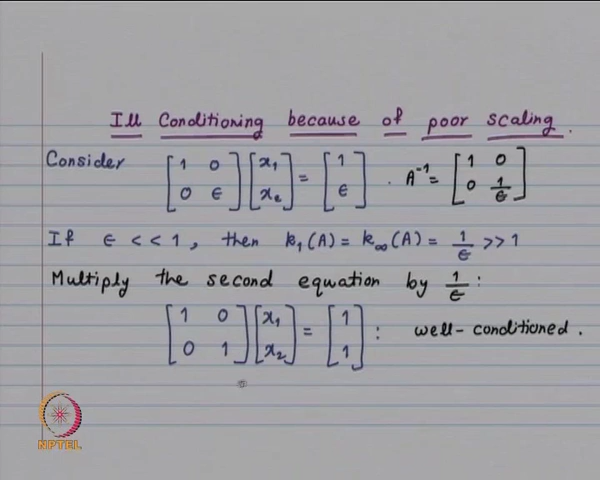 Ill Conditioning because of poor scaling.
Consider [1 0; 0 ϵ] [x₁; x₂] = [1; ϵ] . A⁻¹ = [1 0; 0 1/ϵ]
If ϵ << 1, then k₁(A) = k∞(A) = 1/ϵ >> 1
Multiply the second equation by 1/ϵ :
[1 0; 0 1] [x₁; x₂] = [1; 1] : well-conditioned.
NPTEL